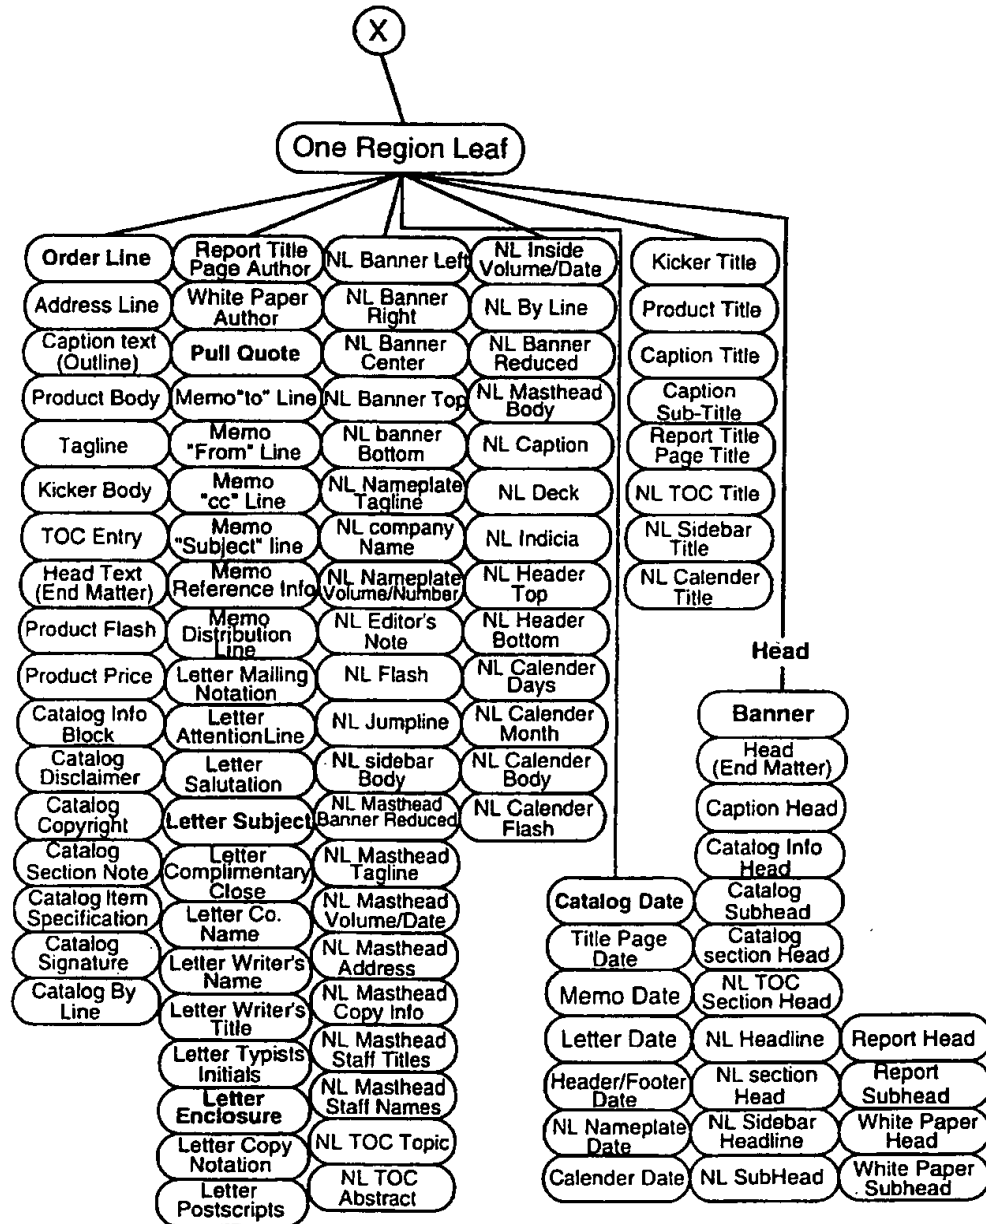 X
One Region Leaf
Order Line
Address Line
Caption text
(Outline)
Product Body
Tagline
Kicker Body
TOC Entry
Head Text
(End Matter)
Product Flash
Product Price
Catalog Info
Block
Catalog
Disclaimer
Catalog
Copyright
Catalog
Section Note
Catalog Item
Specification
Catalog
Signature
Catalog By
Line
Report Title
Page Author
White Paper
Author
Pull Quote
Memo"to" Line
Memo
"From" Line
Memo
"cc" Line
Memo
"Subject" line
Memo
Reference Info
Memo
Distribution
Line
Letter Mailing
Notation
Letter
AttentionLine
Letter
Salutation
Letter Subject
Letter
Complimentary
Close
Letter Co.
Name
Letter Writer's
Name
Letter Writer's
Title
Letter Typists
Initials
Letter
Enclosure
Letter Copy
Notation
Letter
Postscripts
NL Banner Left
NL Banner
Right
NL Banner
Center
NL Banner Top
NL banner
Bottom
NL Nameplate
Tagline
NL company
Name
NL Nameplate
Volume/Number
NL Editor's
Note
NL Flash
NL Jumpline
NL sidebar
Body
NL Masthead
Banner Reduced
NL Masthead
Tagline
NL Masthead
Volume/Date
NL Masthead
Address
NL Masthead
Copy Info
NL Masthead
Staff Titles
NL Masthead
Staff Names
NL TOC Topic
NL TOC
Abstract
NL Inside
Volume/Date
NL By Line
NL Banner
Reduced
NL Masthead
Body
NL Caption
NL Deck
NL Indicia
NL Header
Top
NL Header
Bottom
NL Calender
Days
NL Calender
Month
NL Calender
Body
NL Calender
Flash
Kicker Title
Product Title
Caption Title
Caption
Sub-Title
Report Title
Page Title
NL TOC Title
NL Sidebar
Title
NL Calender
Title
Catalog Date
Title Page
Date
Memo Date
Letter Date
Header/Footer
Date
NL Nameplate
Date
Calender Date
Head
Banner
Head
(End Matter)
Caption Head
Catalog Info
Head
Catalog
Subhead
Catalog
section Head
NL TOC
Section Head
NL Headline
NL section
Head
NL Sidebar
Headline
NL SubHead
Report Head
Report
Subhead
White Paper
Head
White Paper
Subhead